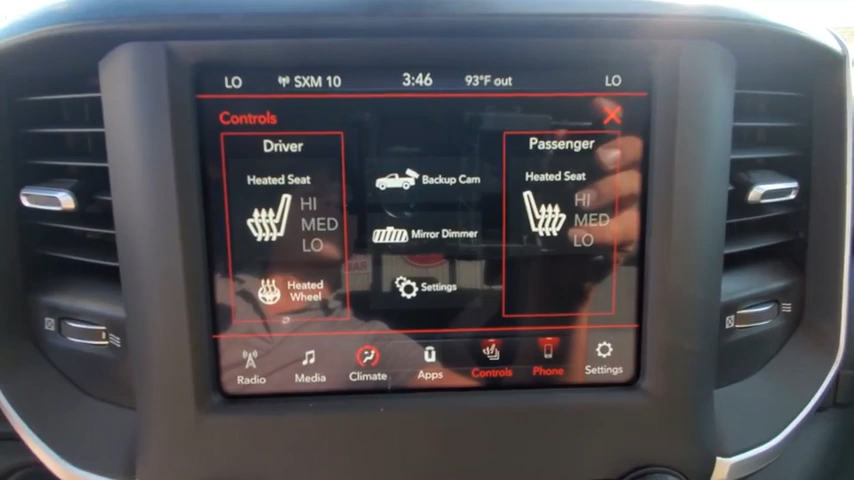 LO SXM 10 3:46 93°F out LO
Controls
Driver
Heated Seat
HI
MED
LO
Heated
Wheel
Backup Cam
Mirror Dimmer
Settings
Passenger
Heated Seat
HI
MED
LO
Radio Media Climate Apps Controls Phone Settings